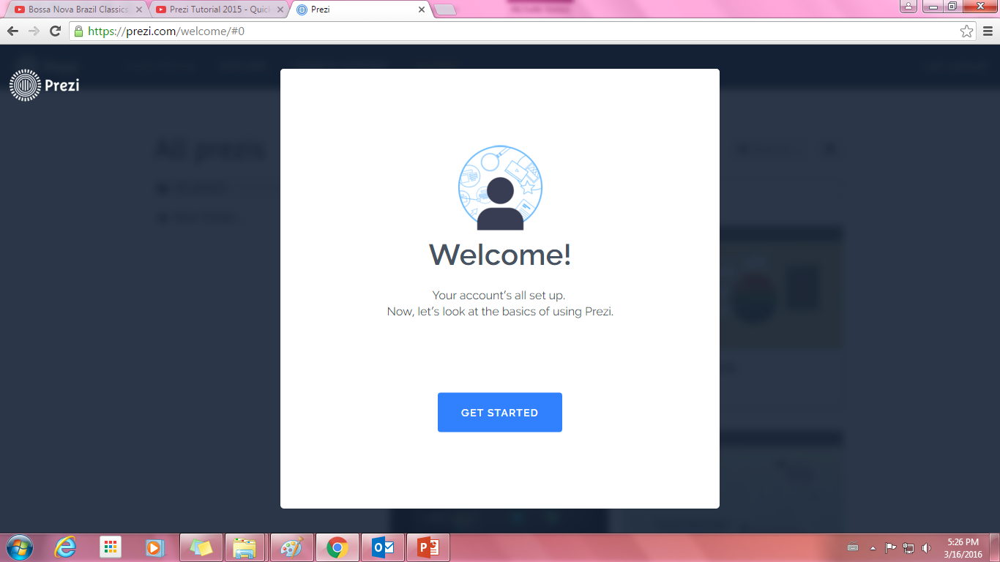 Bossa Nova Brazil Classics
Prezi Tutorial 2015 - Quick
Prezi
https://prezi.com/welcome/#0
Prezi
All prezis
Welcome!
Your account's all set up.
Now, let's look at the basics of using Prezi.
GET STARTED
5:26 PM
3/16/2016